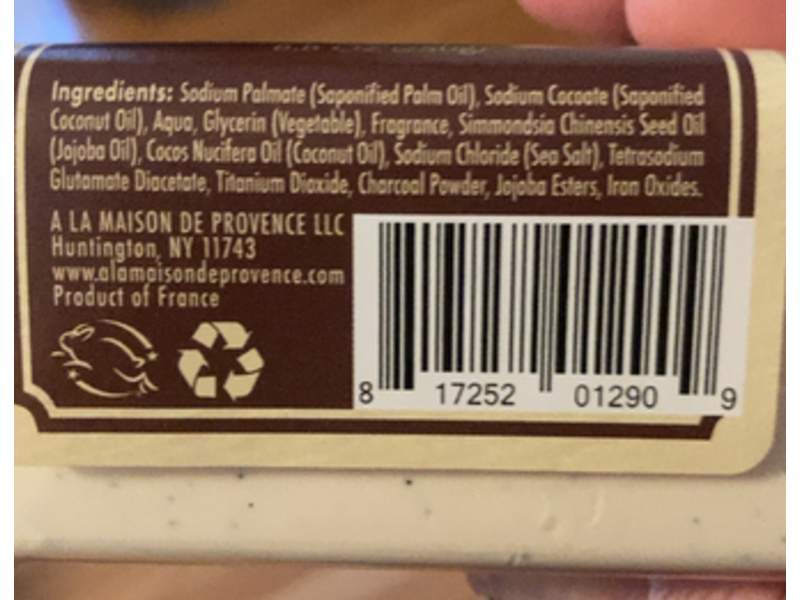 Ingredients: Sodium Palmate (Saponified Palm Oil), Sodium Cocoate (Saponified
Coconut Oil), Aqua, Glycerin (Vegetable), Fragrance, Simmondsia Chinensis Seed Oil
(Jojoba Oil), Cocos Nucifera Oil (Coconut Oil), Sodium Chloride (Sea Salt), Tetrasodium
Glutamate Diacetate, Titanium Dioxide, Charcoal Powder, Jojoba Esters, Iron Oxides.
A LA MAISON DE PROVENCE LLC
Huntington, NY 11743
www.alamaisondeprovence.com
Product of France
8 17252 01290 9